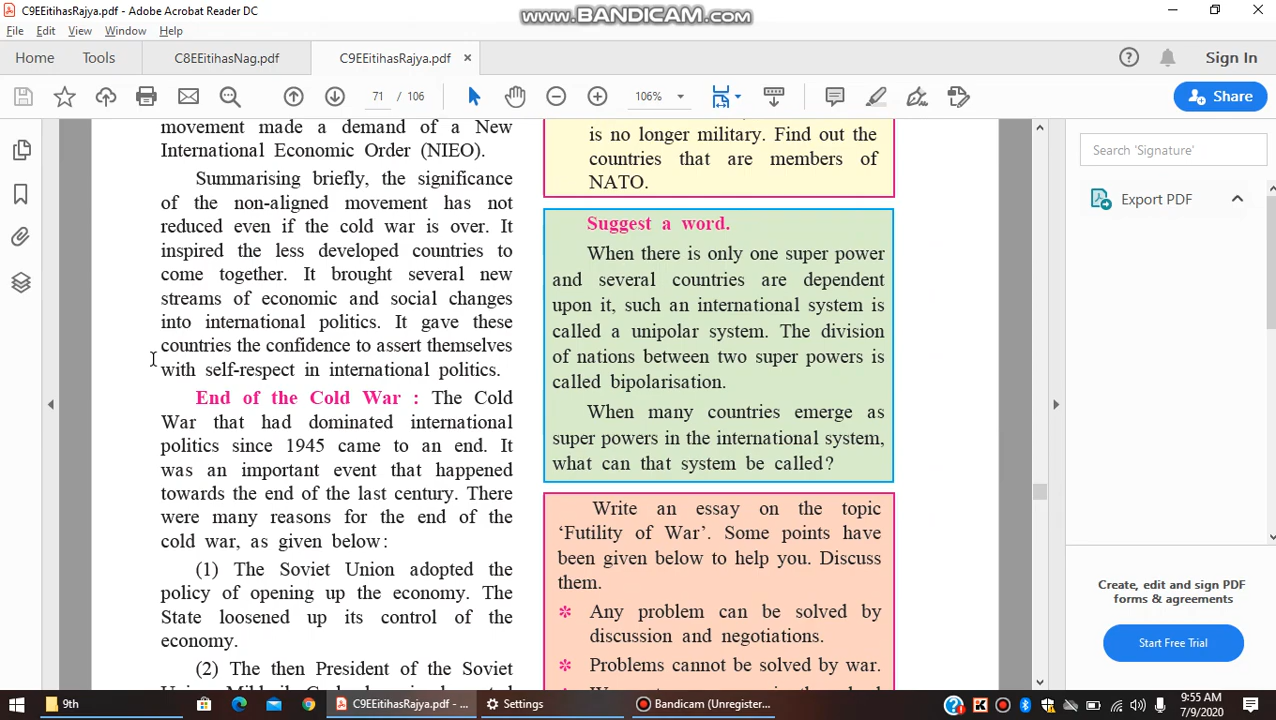 C9EEitihasRajya.pdf - Adobe Acrobat Reader DC
www.BANDICAM.com
File Edit View Window Help
Home Tools C8EEitihasNag.pdf C9EEitihasRajya.pdf × Sign In
71 / 106 106% Share
movement made a demand of a New
International Economic Order (NIEO).
Summarising briefly, the significance
of the non-aligned movement has not
reduced even if the cold war is over. It
inspired the less developed countries to
come together. It brought several new
streams of economic and social changes
into international politics. It gave these
countries the confidence to assert themselves
with self-respect in international politics.
End of the Cold War : The Cold
War that had dominated international
politics since 1945 came to an end. It
was an important event that happened
towards the end of the last century. There
were many reasons for the end of the
cold war, as given below:
(1) The Soviet Union adopted the
policy of opening up the economy. The
State loosened up its control of the
economy.
(2) The then President of the Soviet
is no longer military. Find out the
countries that are members of
NATO.
Suggest a word.
When there is only one super power
and several countries are dependent
upon it, such an international system is
called a unipolar system. The division
of nations between two super powers is
called bipolarisation.
When many countries emerge as
super powers in the international system,
what can that system be called?
Write an essay on the topic
‘Futility of War’. Some points have
been given below to help you. Discuss
them.
* Any problem can be solved by
discussion and negotiations.
* Problems cannot be solved by war.
Search 'Signature'
Export PDF
Create, edit and sign PDF
forms & agreements
Start Free Trial
9th C9EEitihasRajya.pdf - ... Settings Bandicam (Unregister...
9:55 AM
7/9/2020